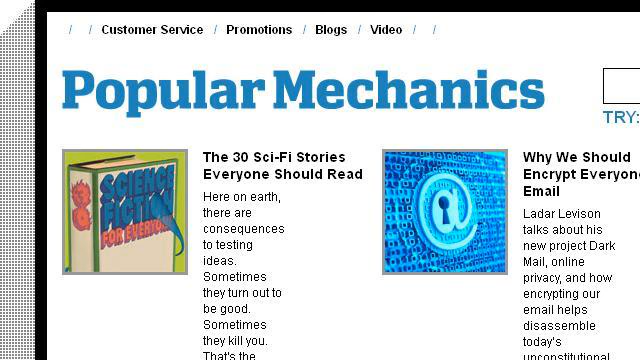 / / Customer Service / Promotions / Blogs / Video / /
Popular Mechanics
TRY:
SCIENCE
FICTION
FOR EVERYONE
The 30 Sci-Fi Stories
Everyone Should Read
Here on earth,
there are
consequences
to testing
ideas.
Sometimes
they turn out to
be good.
Sometimes
they kill you.
That's the
@
Why We Should
Encrypt Everyon
Email
Ladar Levison
talks about his
new project Dark
Mail, online
privacy, and how
encrypting our
email helps
disassemble
today's
unconstitutional